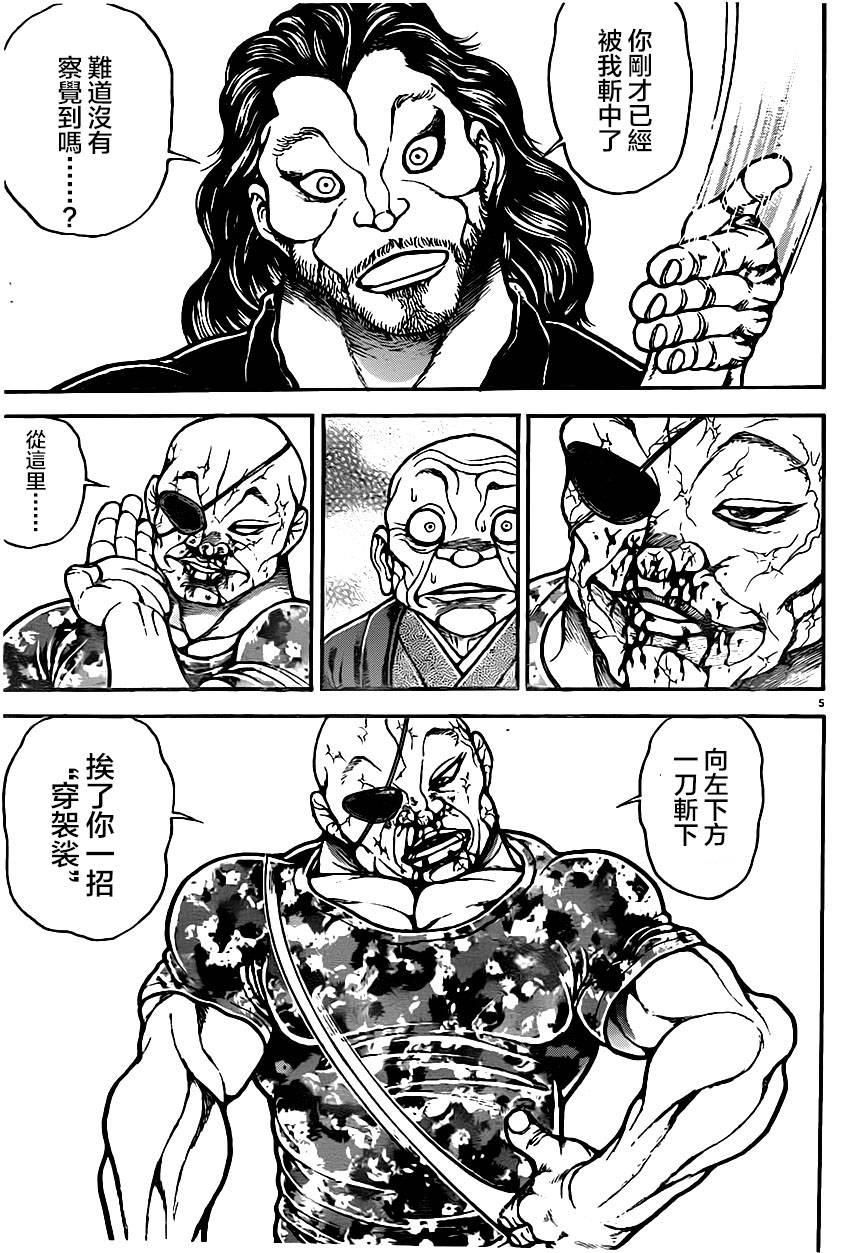 你剛才已經
被我斬中了
難道沒有
察覺到嗎……?
從這里……
5
向左下方
一刀斬下
挨了你一招
“穿袈裟”